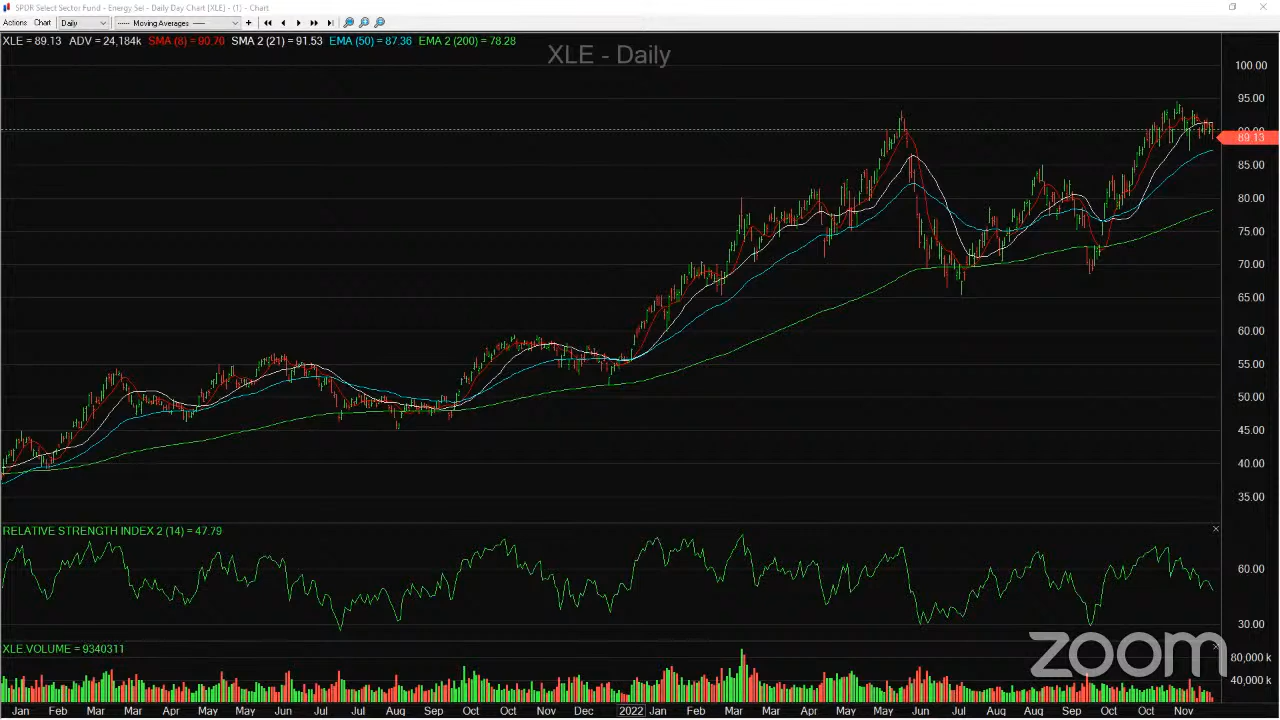 SPDR Select Sector Fund - Energy Sel - Daily Day Chart [XLE] - (1) - Chart
Actions Chart Daily Moving Averages
XLE = 89.13 ADV = 24,184k SMA (8) = 90.70 SMA 2 (21) = 91.53 EMA (50) = 87.36 EMA 2 (200) = 78.28
XLE - Daily
100.00
95.00
90.00
89.13
85.00
80.00
75.00
70.00
65.00
60.00
55.00
50.00
45.00
40.00
35.00
RELATIVE STRENGTH INDEX 2 (14) = 47.79
60.00
30.00
XLE.VOLUME = 9340311
80,000 k
40,000 k
zoom
Jan Feb Mar Mar Apr May May Jun Jul Jul Aug Sep Oct Oct Nov Dec 2022 Jan Feb Mar Mar Apr May May Jun Jul Aug Aug Sep Oct Oct Nov